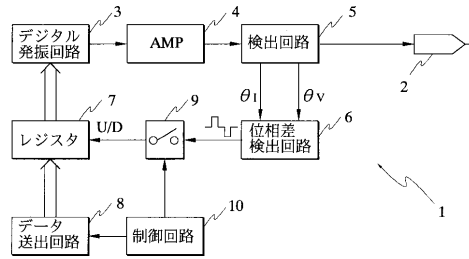 デジタル
発振回路
3
AMP
4
検出回路
5
2
θI
θV
レジスタ
7
U/D
9
位相差
検出回路
6
データ
送出回路
8
制御回路
10
1